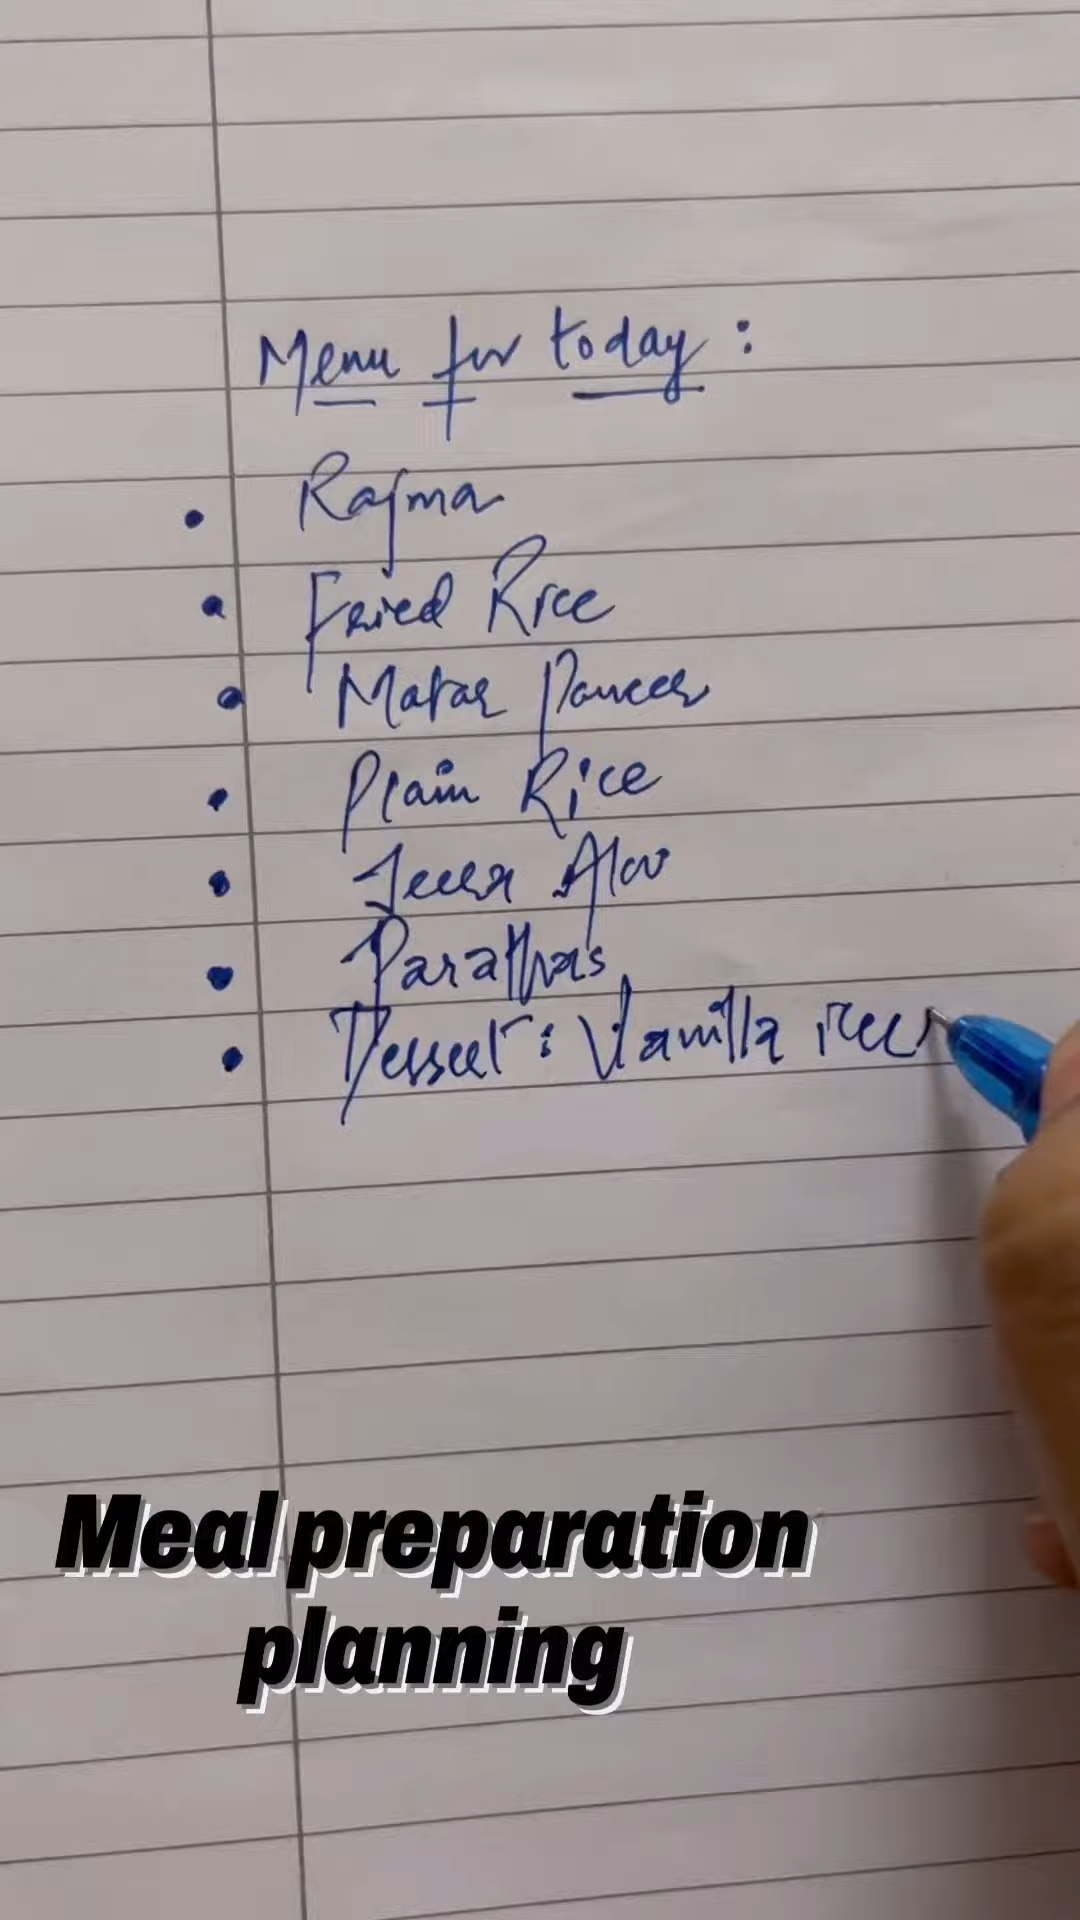 Menu for today :
• Rajma
• Fried Rice
• Matar Paneer
• Plain Rice
• Jeera Aloo
• Parathas
• Dessert : Vanilla
Meal preparation
planning